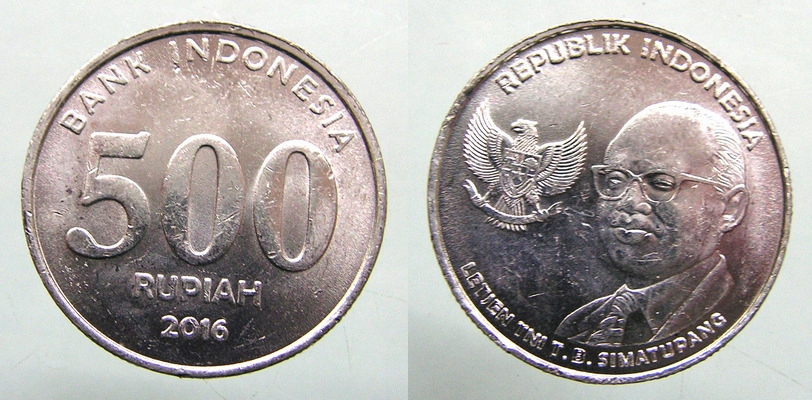 BANK INDONESIA
500
RUPIAH
2016
REPUBLIK INDONESIA
LETJEN TNI T.B. SIMATUPANG